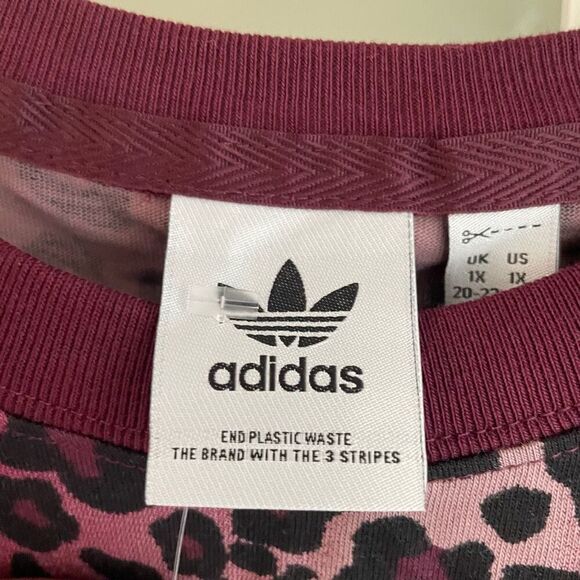 adidas
END PLASTIC WASTE
THE BRAND WITH THE 3 STRIPES
UK US
1X 1X
20-22